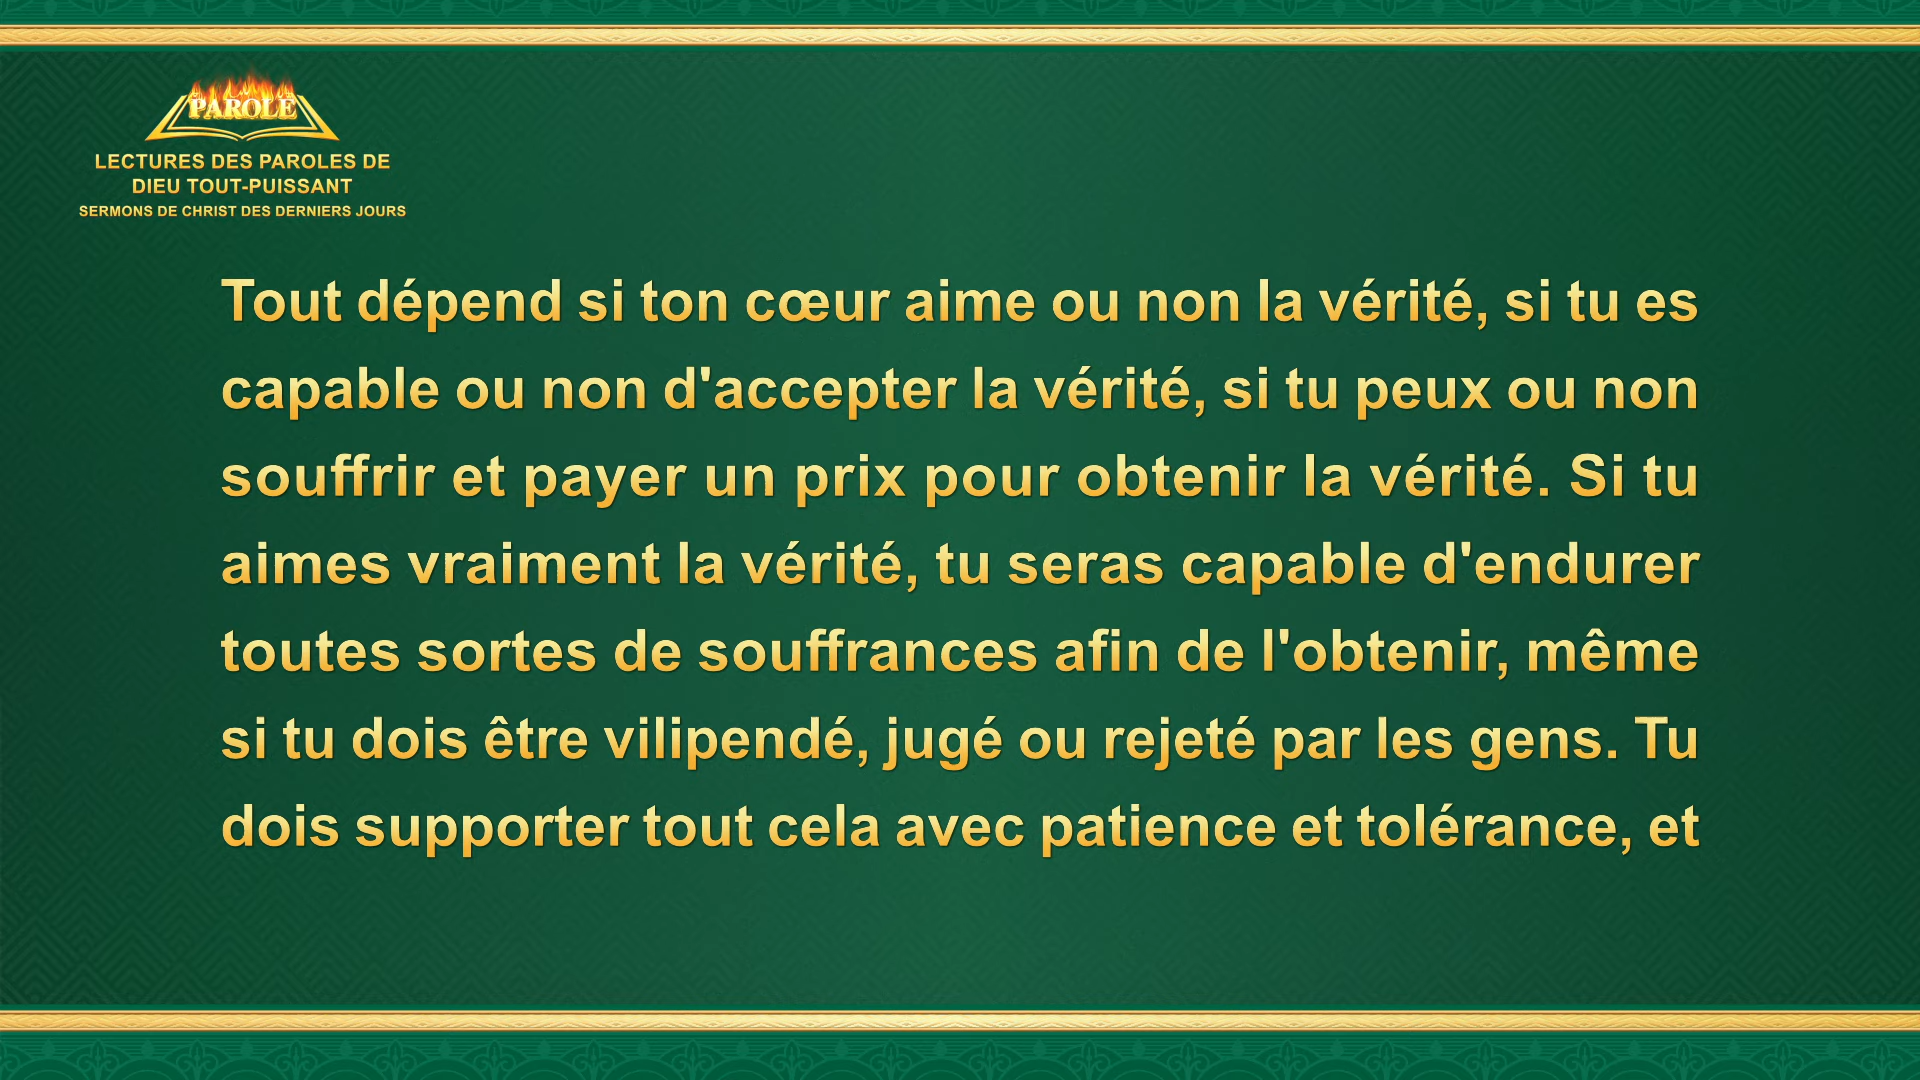 PAROLE
LECTURES DES PAROLES DE
DIEU TOUT-PUISSANT
SERMONS DE CHRIST DES DERNIERS JOURS
Tout dépend si ton cœur aime ou non la vérité, si tu es
capable ou non d'accepter la vérité, si tu peux ou non
souffrir et payer un prix pour obtenir la vérité. Si tu
aimes vraiment la vérité, tu seras capable d'endurer
toutes sortes de souffrances afin de l'obtenir, même
si tu dois être vilipendé, jugé ou rejeté par les gens. Tu
dois supporter tout cela avec patience et tolérance, et